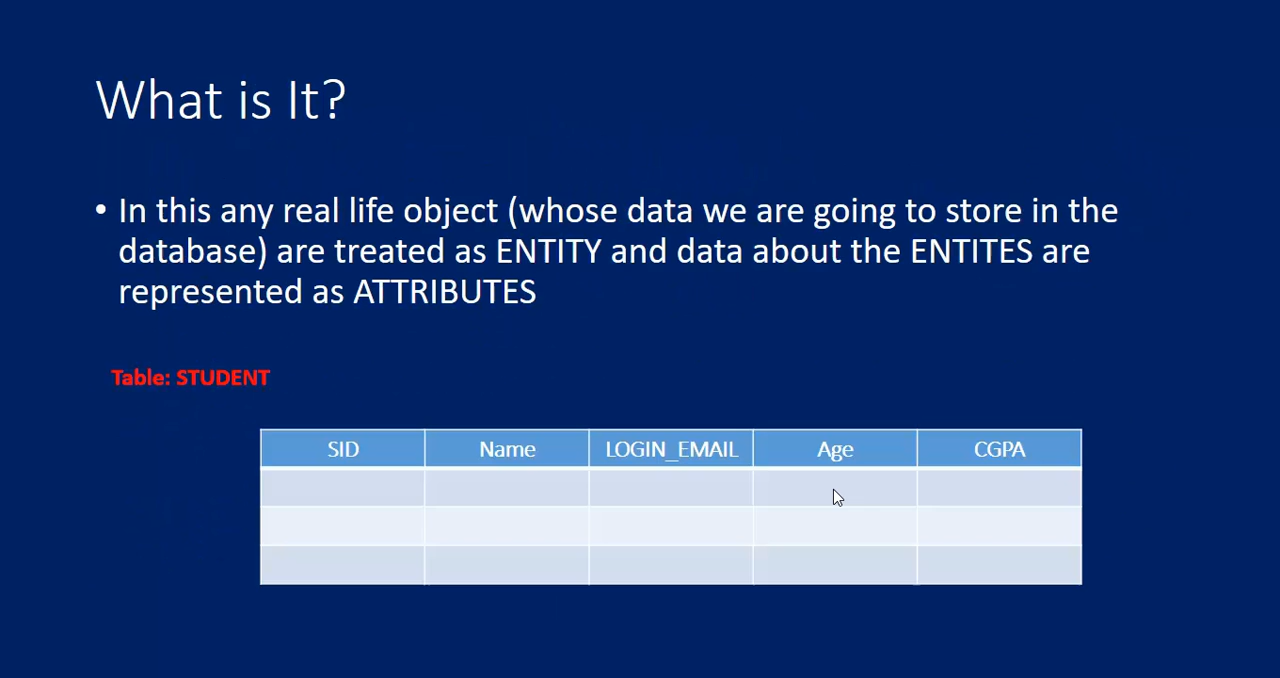 What is It?
• In this any real life object (whose data we are going to store in the
database) are treated as ENTITY and data about the ENTITES are
represented as ATTRIBUTES
Table: STUDENT
SID Name LOGIN_EMAIL Age CGPA